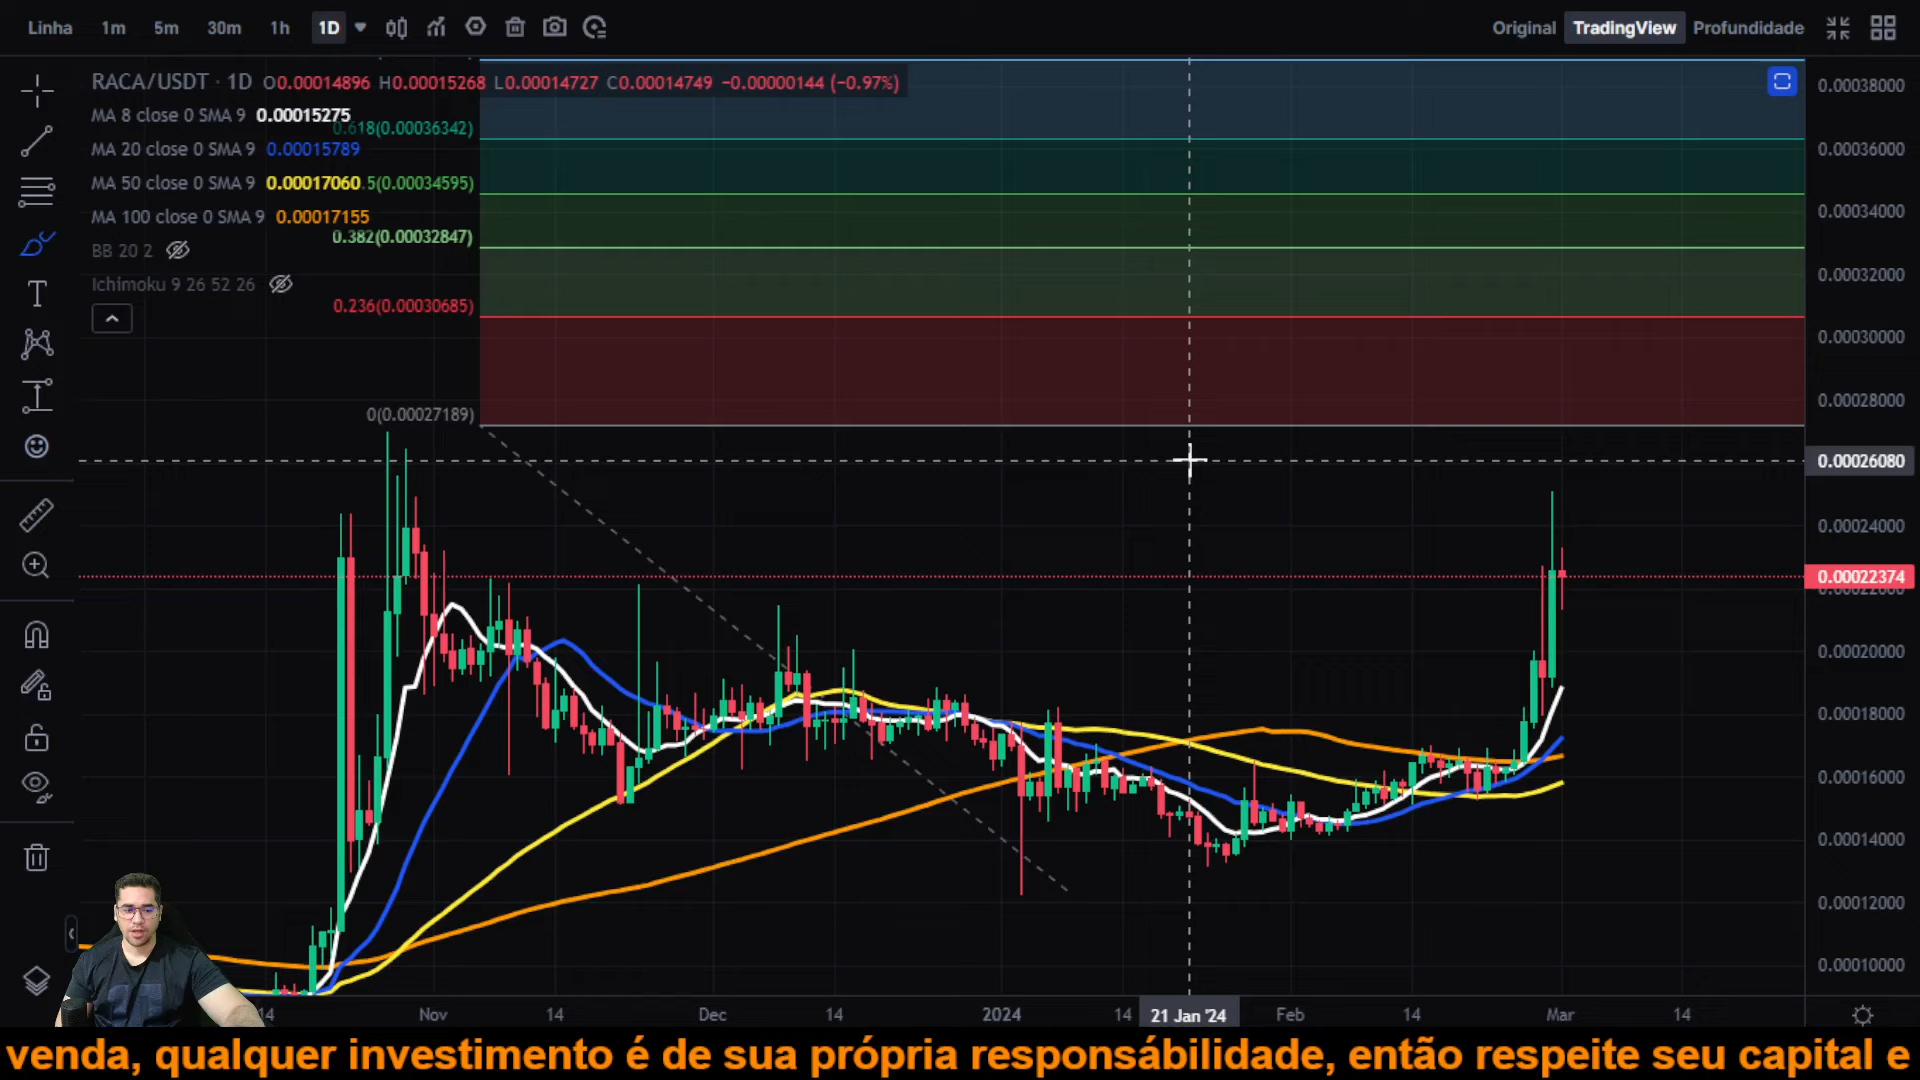 Linha 1m 5m 30m 1h 1D Original TradingView Profundidade
RACA/USDT · 1D O0.00014896 H0.00015268 L0.00014727 C0.00014749 −0.00000144 (−0.97%)
MA 8 close 0 SMA 9 0.00015275
0.618(0.00036342)
MA 20 close 0 SMA 9 0.00015789
MA 50 close 0 SMA 9 0.00017060
.5(0.00034595)
MA 100 close 0 SMA 9 0.00017155
0.382(0.00032847)
BB 20 2
Ichimoku 9 26 52 26
0.236(0.00030685)
0(0.00027189)
0.00038000
0.00036000
0.00034000
0.00032000
0.00030000
0.00028000
0.00026080
0.00024000
0.00022374
0.00022000
0.00020000
0.00018000
0.00016000
0.00014000
0.00012000
0.00010000
14 Nov 14 Dec 14 2024 14 21 Jan '24 Feb 14 Mar 14
venda, qualquer investimento é de sua própria responsábilidade, então respeite seu capital e